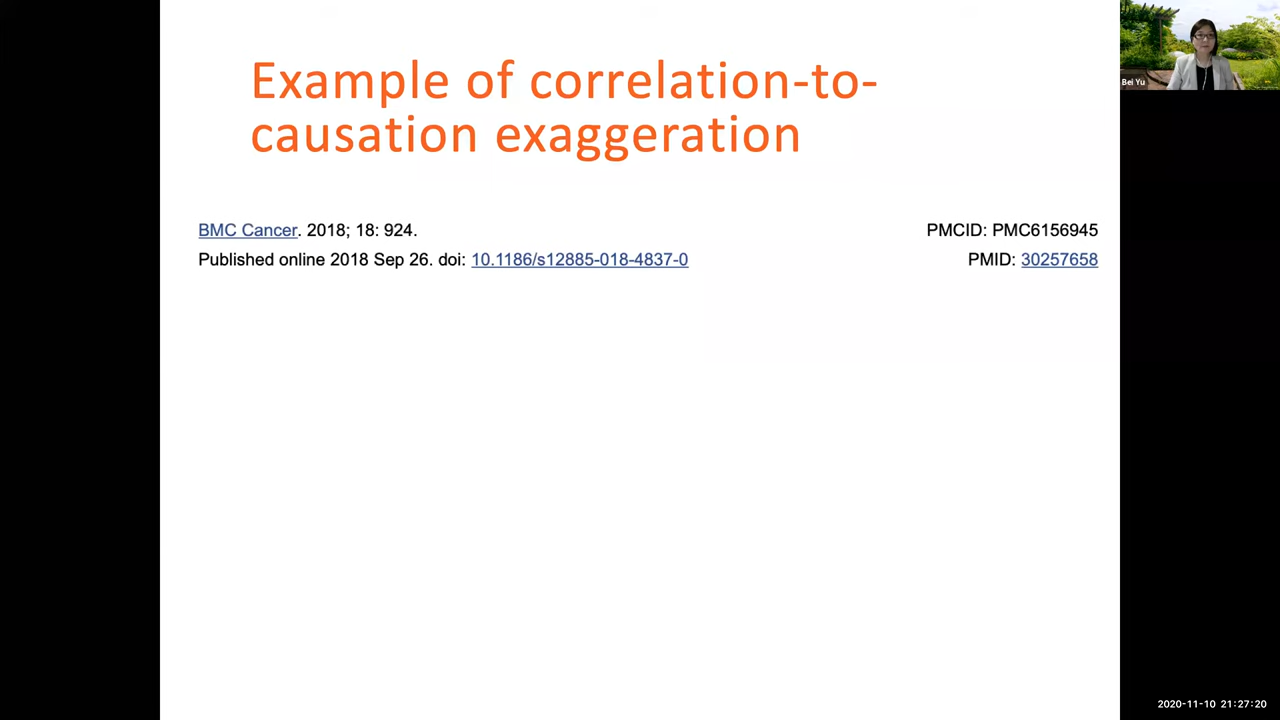 Example of correlation-to-
causation exaggeration
BMC Cancer. 2018; 18: 924.
PMCID: PMC6156945
Published online 2018 Sep 26. doi: 10.1186/s12885-018-4837-0
PMID: 30257658
Bei Yu
2020-11-10 21:27:20